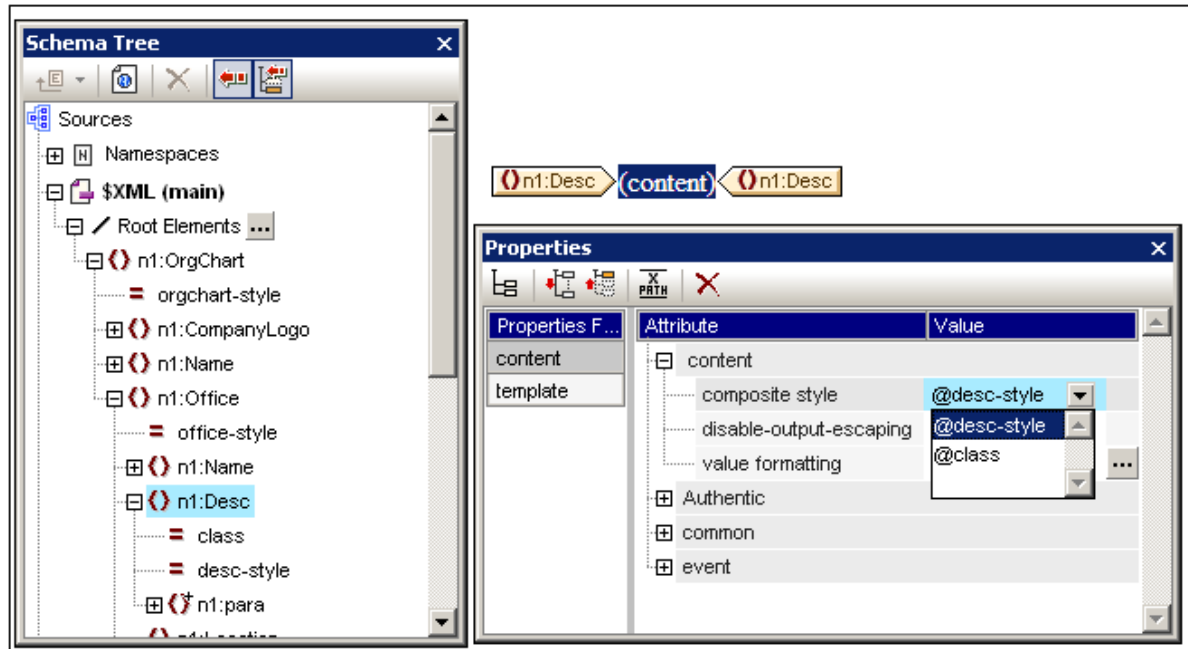 Schema Tree
Sources
Namespaces
$XML (main)
Root Elements ...
n1:OrgChart
orgchart-style
n1:CompanyLogo
n1:Name
n1:Office
office-style
n1:Name
n1:Desc
class
desc-style
n1:para
n1:Desc (content) n1:Desc
Properties
XPATH
Properties F... Attribute Value
content content
template composite style @desc-style
disable-output-escaping @desc-style
value formatting @class ...
Authentic
common
event